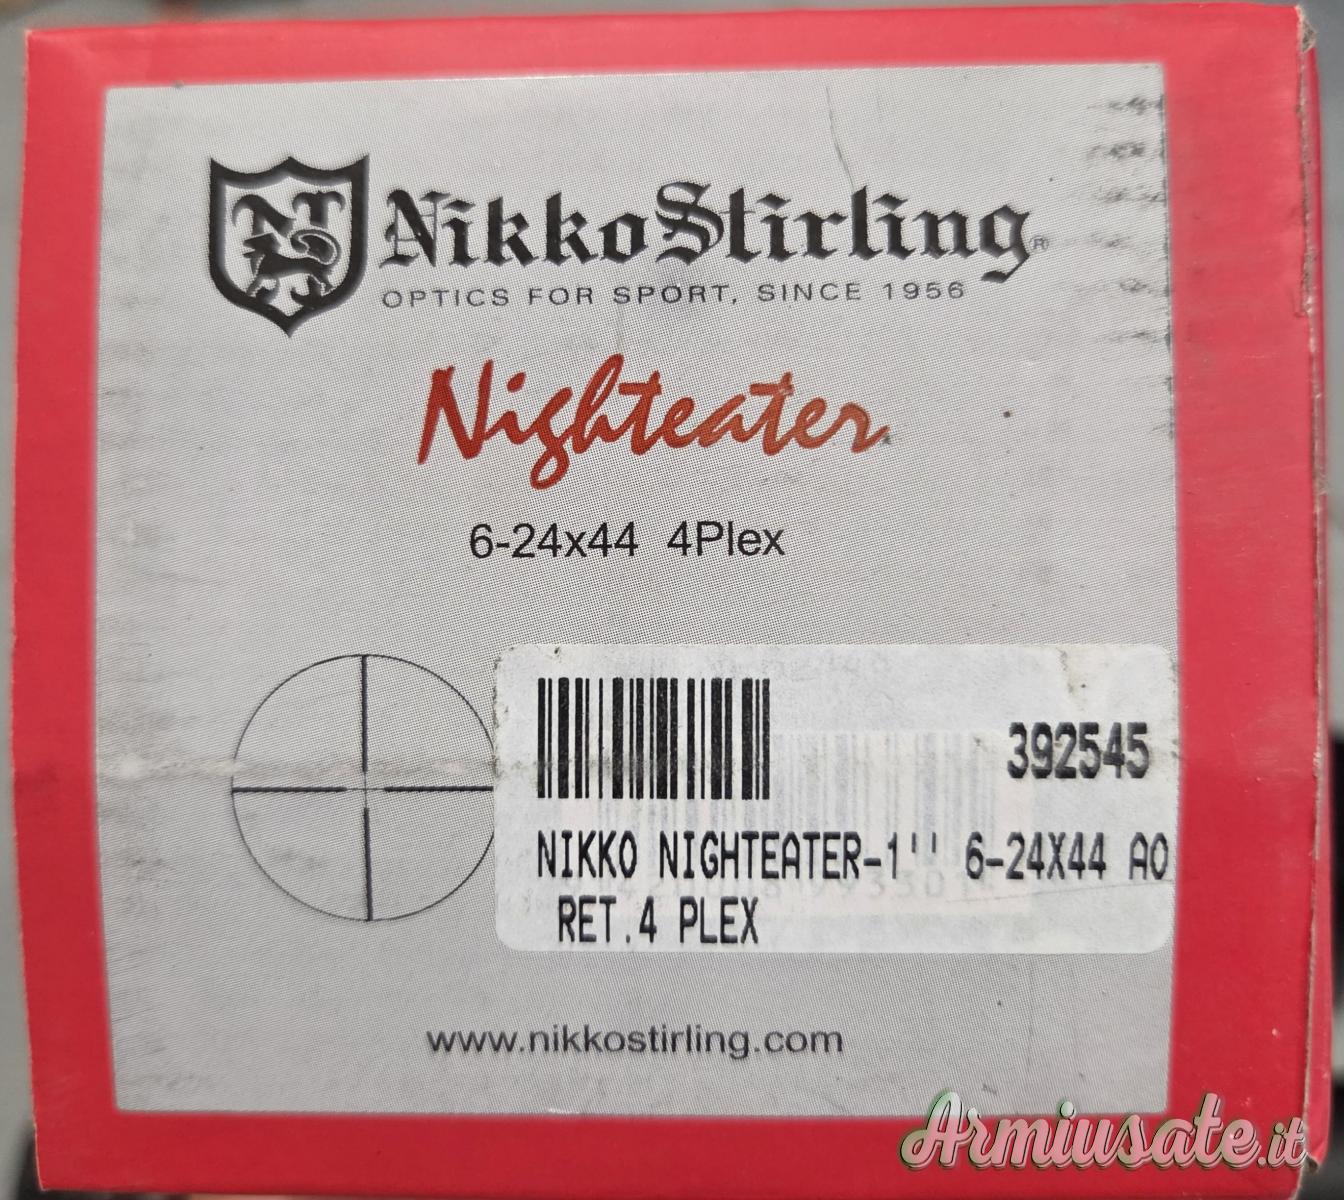 NikkoStirling®
OPTICS FOR SPORT, SINCE 1956
Nighteater
6-24x44 4Plex
392545
NIKKO NIGHTEATER-1'' 6-24X44 AO
RET.4 PLEX
www.nikkostirling.com
Armiusate.it